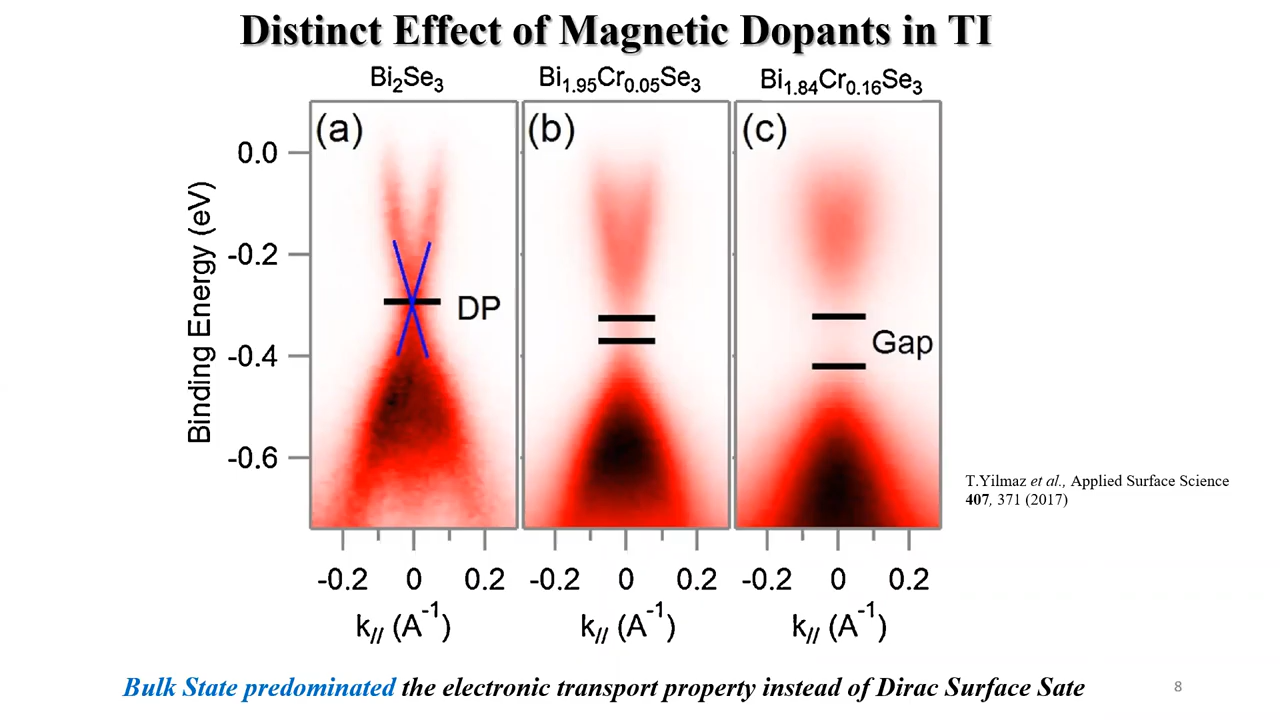 Distinct Effect of Magnetic Dopants in TI
Bi₂Se₃
Bi₁.₉₅Cr₀.₀₅Se₃
Bi₁.₈₄Cr₀.₁₆Se₃
(a)
(b)
(c)
0.0
-0.2
-0.4
-0.6
Binding Energy (eV)
DP
Gap
-0.2 0 0.2
-0.2 0 0.2
-0.2 0 0.2
k// (A⁻¹)
k// (A⁻¹)
k// (A⁻¹)
T.Yilmaz et al., Applied Surface Science
407, 371 (2017)
Bulk State predominated the electronic transport property instead of Dirac Surface Sate
8